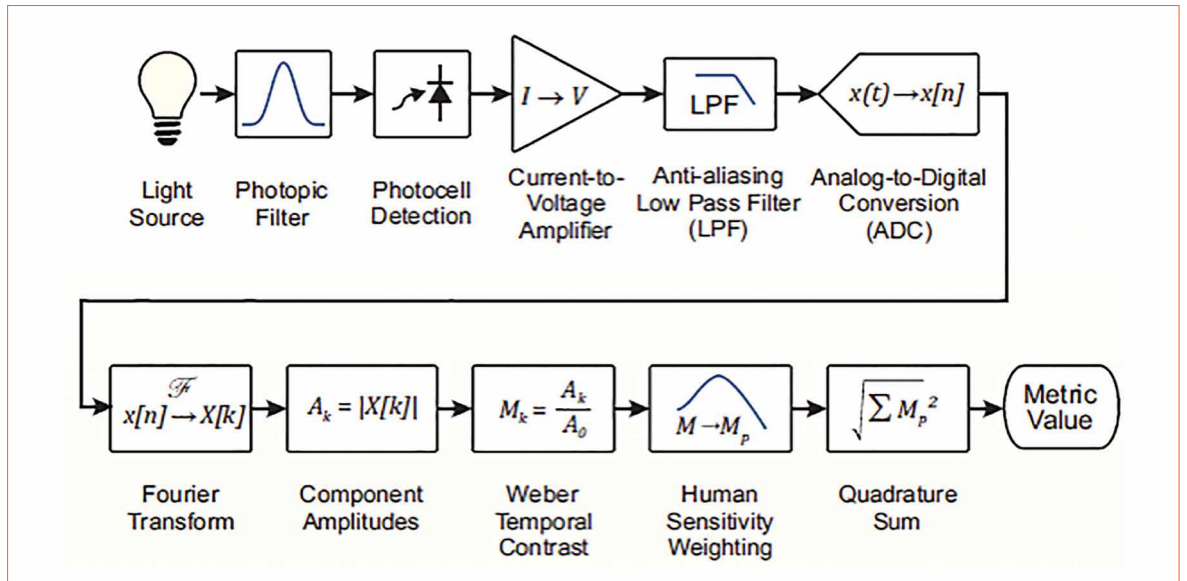 I → V
LPF
x(t)→x[n]
Light
Source
Photopic
Filter
Photocell
Detection
Current-to-
Voltage
Amplifier
Anti-aliasing
Low Pass Filter
(LPF)
Analog-to-Digital
Conversion
(ADC)
ℱ
x[n]→X[k]
A_k = |X[k]|
M_k = A_k / A_0
M→M_p
√∑ M_p²
Metric
Value
Fourier
Transform
Component
Amplitudes
Weber
Temporal
Contrast
Human
Sensitivity
Weighting
Quadrature
Sum